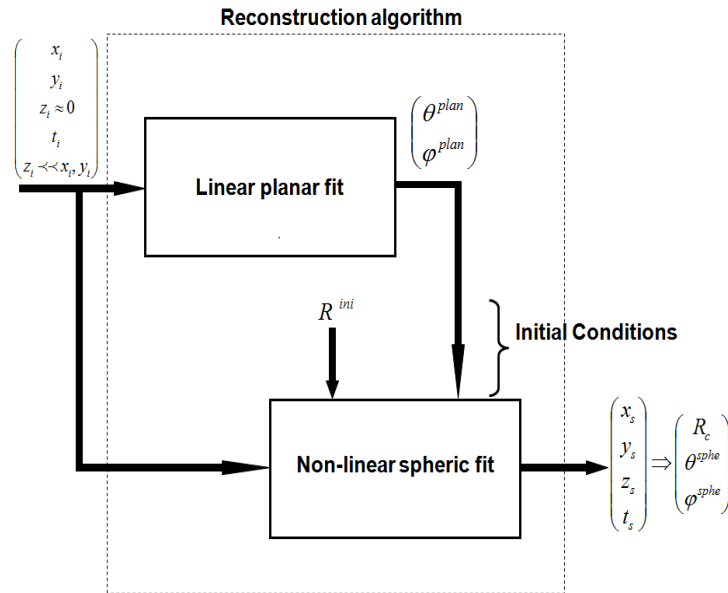 Reconstruction algorithm
x_i
y_i
z_i ≈ 0
t_i
z_i ≺≺ x_i, y_i
θ^plan
φ^plan
Linear planar fit
R^ini
Initial Conditions
Non-linear spheric fit
x_s
y_s
z_s
t_s
⇒
R_c
θ^sphe
φ^sphe